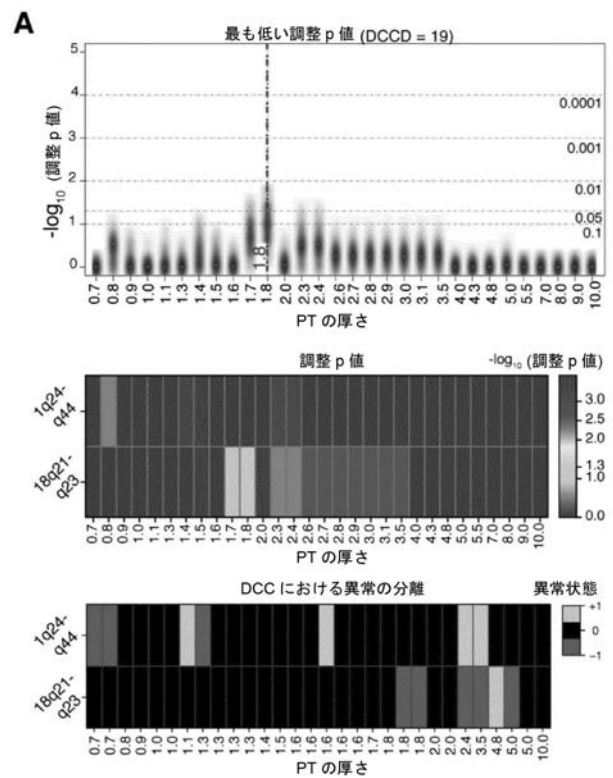 A
最も低い調整 p 値 (DCCD = 19)
-log10 (調整 p 値)
5
4
3
2
1
0
0.0001
0.001
0.01
0.05
0.1
1.8
0.7 0.8 0.9 1.0 1.1 1.3 1.4 1.5 1.6 1.7 1.8 2.0 2.3 2.4 2.6 2.7 2.8 2.9 3.0 3.1 3.5 4.0 4.3 4.8 5.0 5.5 7.0 8.0 9.0 10.0
PT の厚さ
調整 p 値
-log10 (調整 p 値)
1q24-
q44
18q21-
q23
3.0
2.5
2.0
1.3
1.0
0.0
0.7 0.8 0.9 1.0 1.1 1.3 1.4 1.5 1.6 1.7 1.8 2.0 2.3 2.4 2.6 2.7 2.8 2.9 3.0 3.1 3.5 4.0 4.3 4.8 5.0 5.5 7.0 8.0 9.0 10.0
PT の厚さ
DCC における異常の分離
異常状態
1q24-
q44
18q21-
q23
+1
0
-1
0.7 0.7 0.8 0.9 1.0 1.0 1.1 1.3 1.3 1.3 1.3 1.4 1.5 1.6 1.6 1.6 1.6 1.6 1.7 1.8 1.8 1.8 2.0 2.0 2.4 3.5 4.8 5.0 5.0 10.0
PT の厚さ